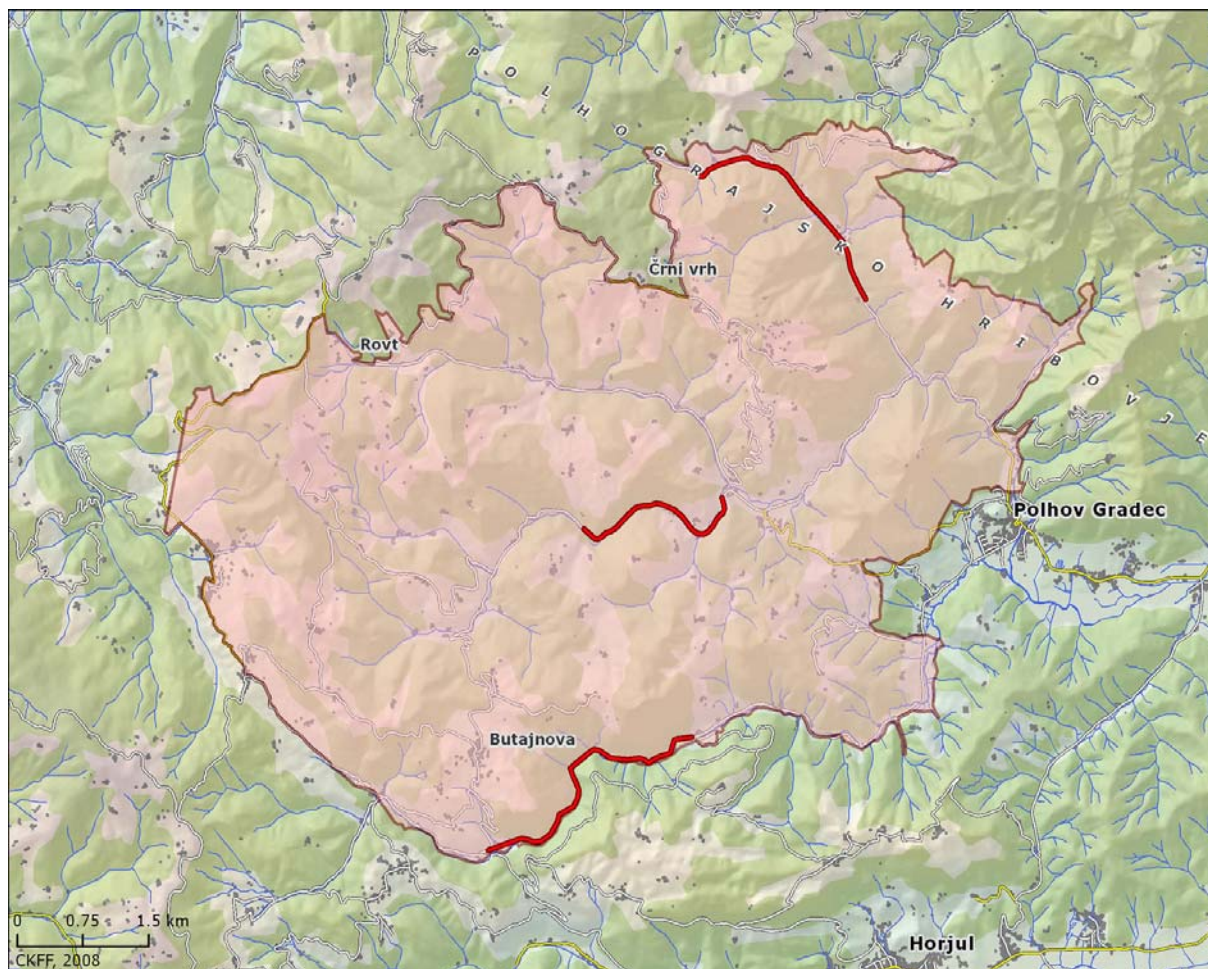 POLHOGRAJSKO HRIBOVJE
Črni vrh
Rovt
Polhov Gradec
Butajnova
0 0.75 1.5 km
Horjul
CKFF, 2008